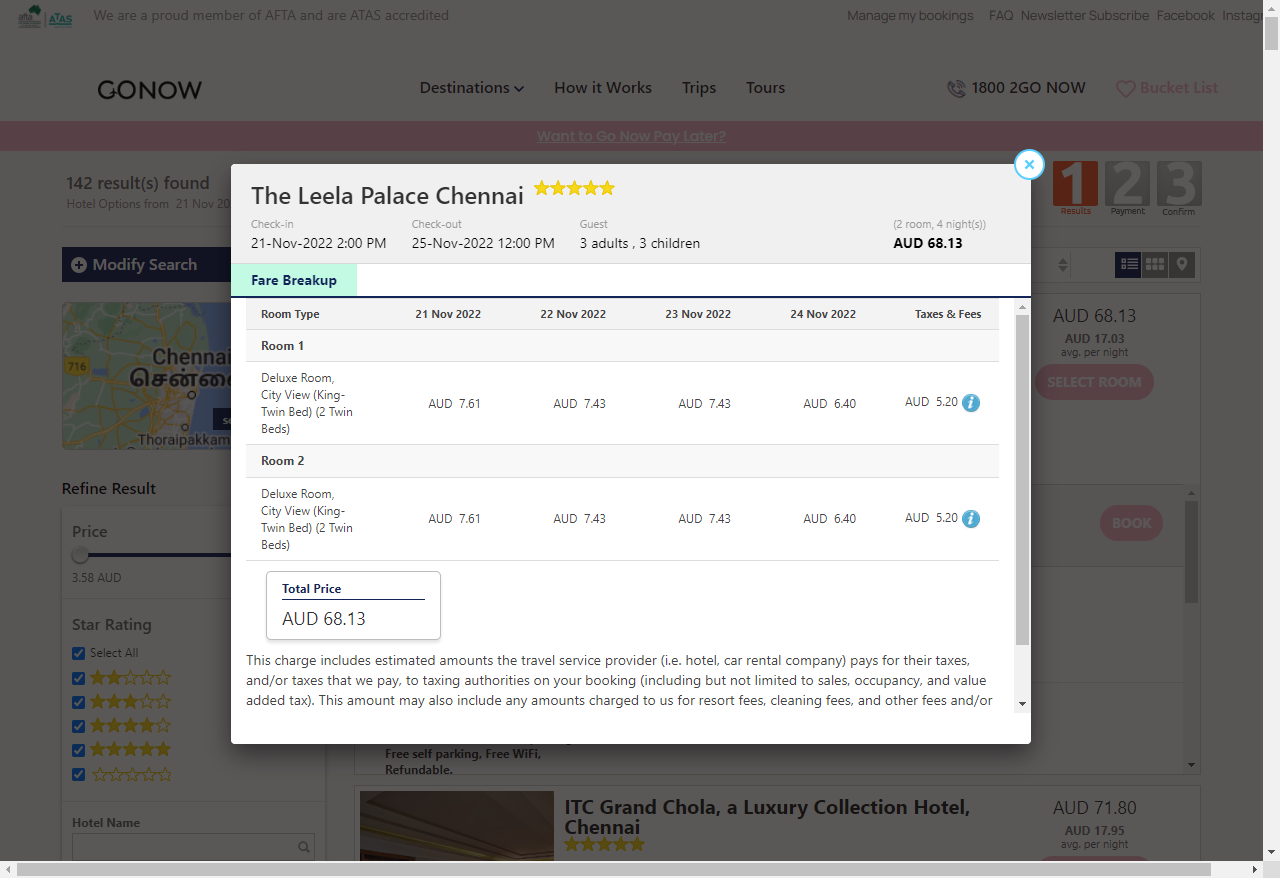 We are a proud member of AFTA and are ATAS accredited
Manage my bookings FAQ Newsletter Subscribe Facebook
afta ATAS
GONOW
Destinations How it Works Trips Tours
1800 2GO NOW Bucket List
Want to Go Now Pay Later?
142 result(s) found
Hotel Options from 21 Nov 20
1 2 3
Results Payment Confirm
The Leela Palace Chennai
Check-in Check-out Guest (2 room, 4 night(s))
21-Nov-2022 2:00 PM 25-Nov-2022 12:00 PM 3 adults , 3 children AUD 68.13
Modify Search
Fare Breakup
Room Type 21 Nov 2022 22 Nov 2022 23 Nov 2022 24 Nov 2022 Taxes & Fees
Room 1
Deluxe Room,
City View (King-
Twin Bed) (2 Twin
Beds)
AUD 7.61 AUD 7.43 AUD 7.43 AUD 6.40 AUD 5.20 i
Room 2
Deluxe Room,
City View (King-
Twin Bed) (2 Twin
Beds)
AUD 7.61 AUD 7.43 AUD 7.43 AUD 6.40 AUD 5.20 i
Total Price
AUD 68.13
This charge includes estimated amounts the travel service provider (i.e. hotel, car rental company) pays for their taxes,
and/or taxes that we pay, to taxing authorities on your booking (including but not limited to sales, occupancy, and value
added tax). This amount may also include any amounts charged to us for resort fees, cleaning fees, and other fees and/or
716
Chennai
Thoraipakkam
Refine Result
Price
3.58 AUD
Star Rating
Select All
Hotel Name
AUD 68.13
AUD 17.03
avg. per night
SELECT ROOM
BOOK
Free self parking, Free WiFi,
Refundable.
ITC Grand Chola, a Luxury Collection Hotel,
Chennai
AUD 71.80
AUD 17.95
avg. per night